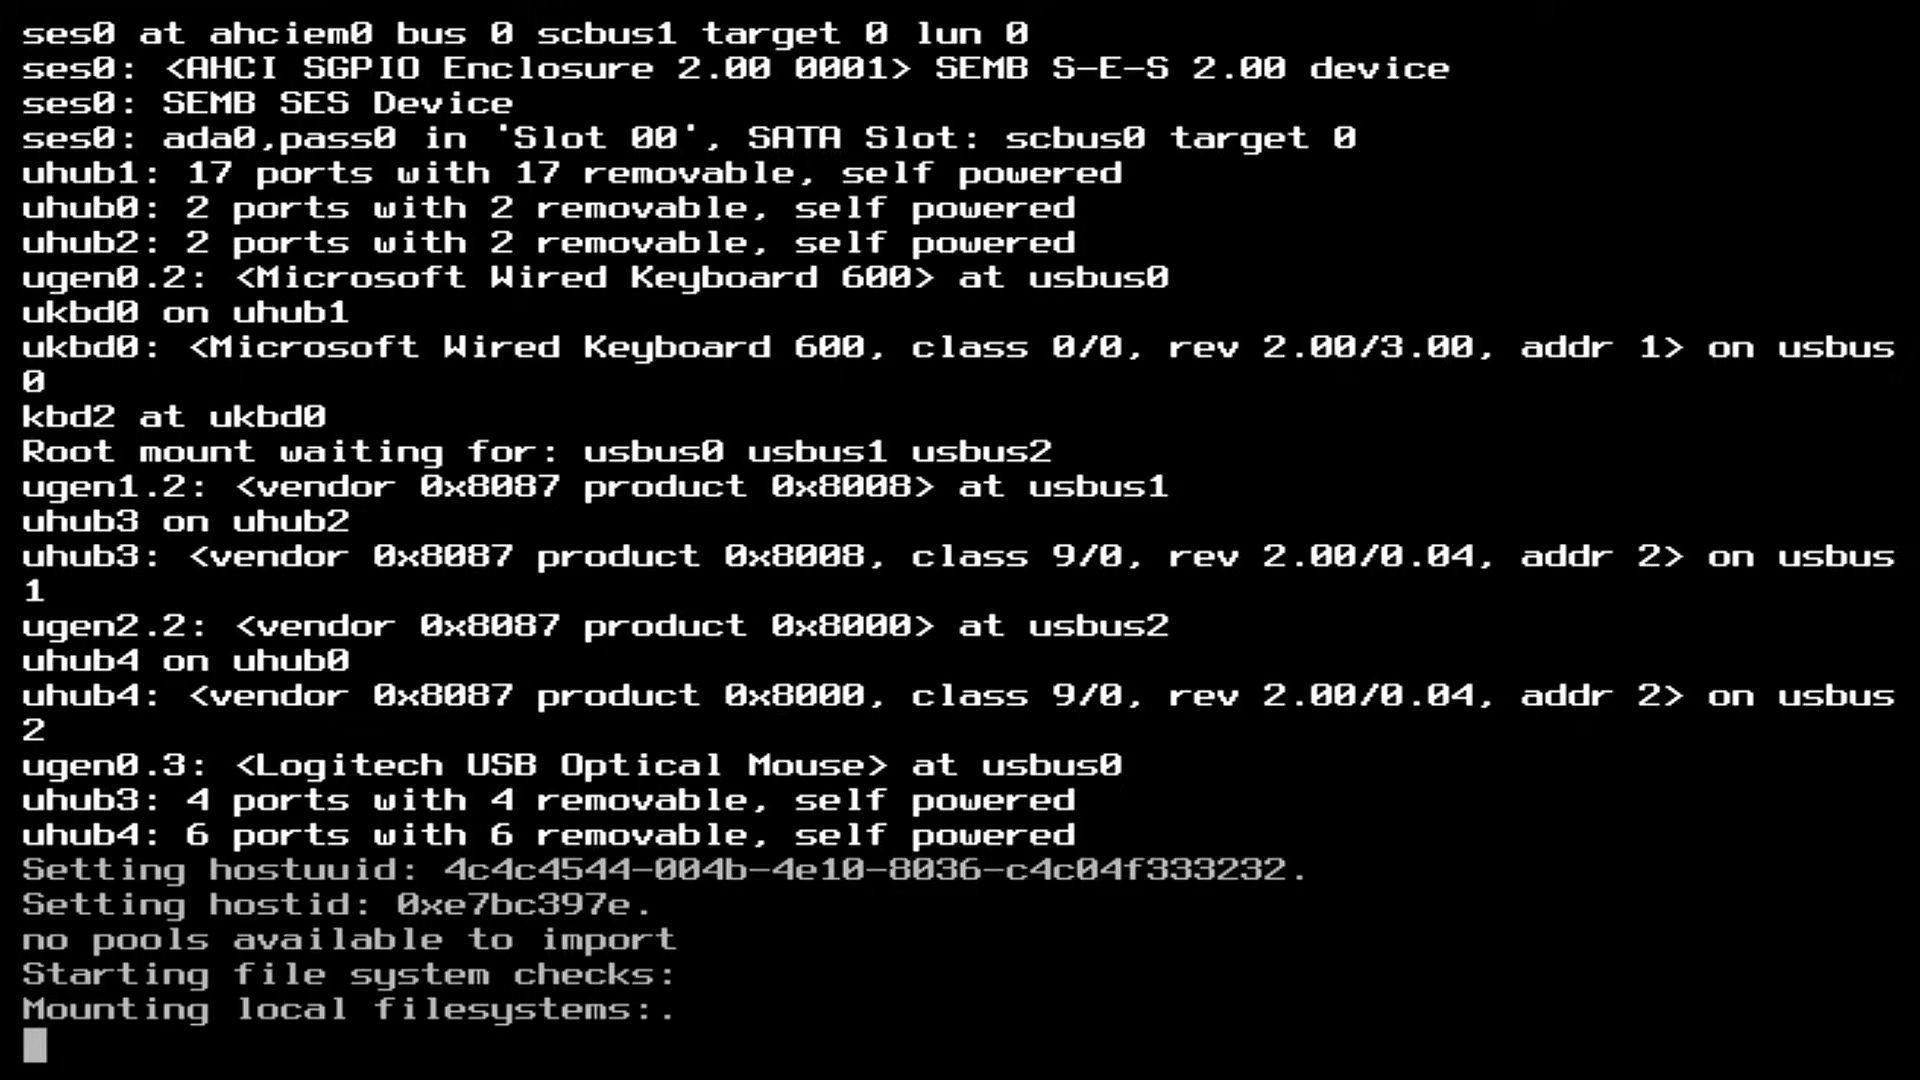 ses0 at ahciem0 bus 0 scbus1 target 0 lun 0
ses0: <AHCI SGPIO Enclosure 2.00 0001> SEMB S-E-S 2.00 device
ses0: SEMB SES Device
ses0: ada0,pass0 in 'Slot 00', SATA Slot: scbus0 target 0
uhub1: 17 ports with 17 removable, self powered
uhub0: 2 ports with 2 removable, self powered
uhub2: 2 ports with 2 removable, self powered
ugen0.2: <Microsoft Wired Keyboard 600> at usbus0
ukbd0 on uhub1
ukbd0: <Microsoft Wired Keyboard 600, class 0/0, rev 2.00/3.00, addr 1> on usbus
0
kbd2 at ukbd0
Root mount waiting for: usbus0 usbus1 usbus2
ugen1.2: <vendor 0x8087 product 0x8008> at usbus1
uhub3 on uhub2
uhub3: <vendor 0x8087 product 0x8008, class 9/0, rev 2.00/0.04, addr 2> on usbus
1
ugen2.2: <vendor 0x8087 product 0x8000> at usbus2
uhub4 on uhub0
uhub4: <vendor 0x8087 product 0x8000, class 9/0, rev 2.00/0.04, addr 2> on usbus
2
ugen0.3: <Logitech USB Optical Mouse> at usbus0
uhub3: 4 ports with 4 removable, self powered
uhub4: 6 ports with 6 removable, self powered
Setting hostuuid: 4c4c4544-004b-4e10-8036-c4c04f333232.
Setting hostid: 0xe7bc397e.
no pools available to import
Starting file system checks:
Mounting local filesystems:.